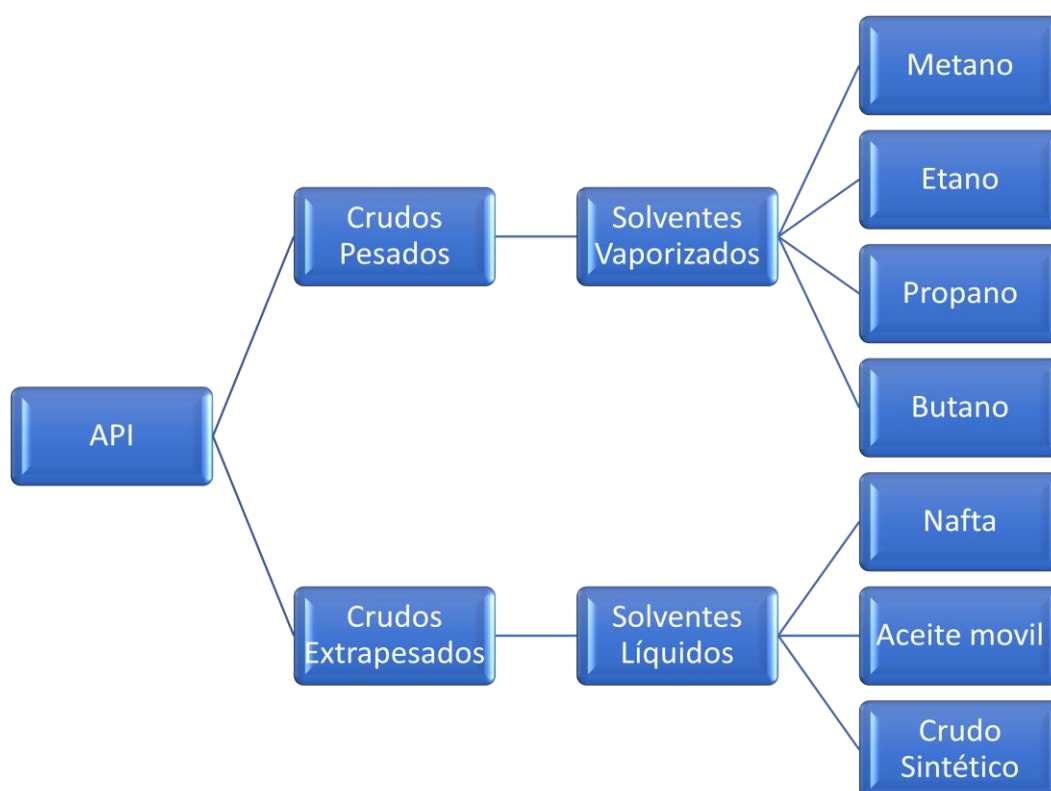 API
Crudos
Pesados
Solventes
Vaporizados
Metano
Etano
Propano
Butano
Crudos
Extrapesados
Solventes
Líquidos
Nafta
Aceite movil
Crudo
Sintético